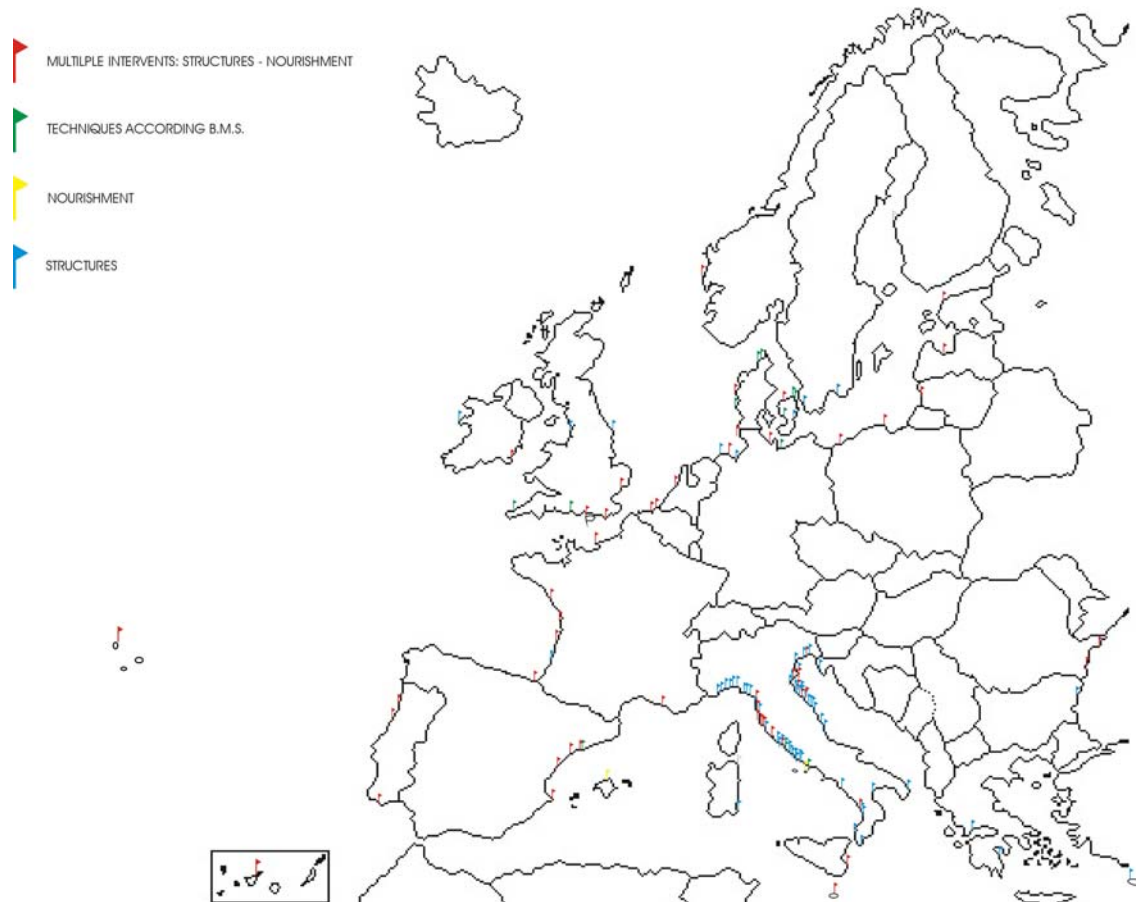 MULTILPLE INTERVENTS: STRUCTURES - NOURISHMENT
TECHNIQUES ACCORDING B.M.S.
NOURISHMENT
STRUCTURES